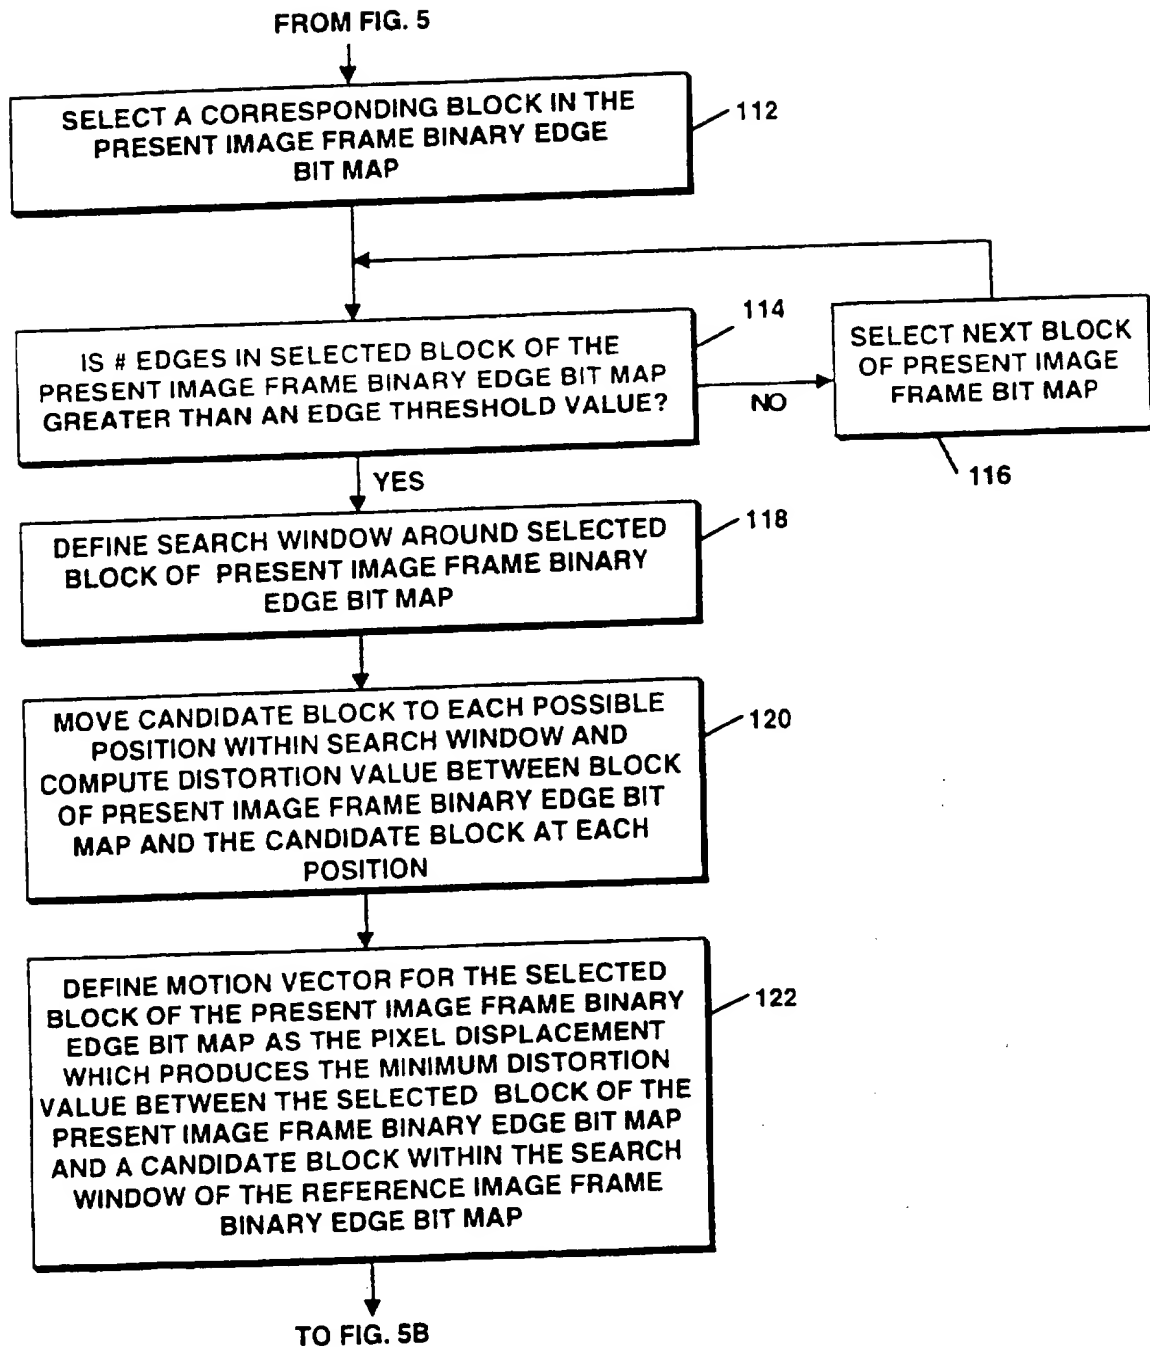 FROM FIG. 5
SELECT A CORRESPONDING BLOCK IN THE
PRESENT IMAGE FRAME BINARY EDGE
BIT MAP
112
IS # EDGES IN SELECTED BLOCK OF THE
PRESENT IMAGE FRAME BINARY EDGE BIT MAP
GREATER THAN AN EDGE THRESHOLD VALUE?
114
NO
SELECT NEXT BLOCK
OF PRESENT IMAGE
FRAME BIT MAP
116
YES
DEFINE SEARCH WINDOW AROUND SELECTED
BLOCK OF PRESENT IMAGE FRAME BINARY
EDGE BIT MAP
118
MOVE CANDIDATE BLOCK TO EACH POSSIBLE
POSITION WITHIN SEARCH WINDOW AND
COMPUTE DISTORTION VALUE BETWEEN BLOCK
OF PRESENT IMAGE FRAME BINARY EDGE BIT
MAP AND THE CANDIDATE BLOCK AT EACH
POSITION
120
DEFINE MOTION VECTOR FOR THE SELECTED
BLOCK OF THE PRESENT IMAGE FRAME BINARY
EDGE BIT MAP AS THE PIXEL DISPLACEMENT
WHICH PRODUCES THE MINIMUM DISTORTION
VALUE BETWEEN THE SELECTED BLOCK OF THE
PRESENT IMAGE FRAME BINARY EDGE BIT MAP
AND A CANDIDATE BLOCK WITHIN THE SEARCH
WINDOW OF THE REFERENCE IMAGE FRAME
BINARY EDGE BIT MAP
122
TO FIG. 5B